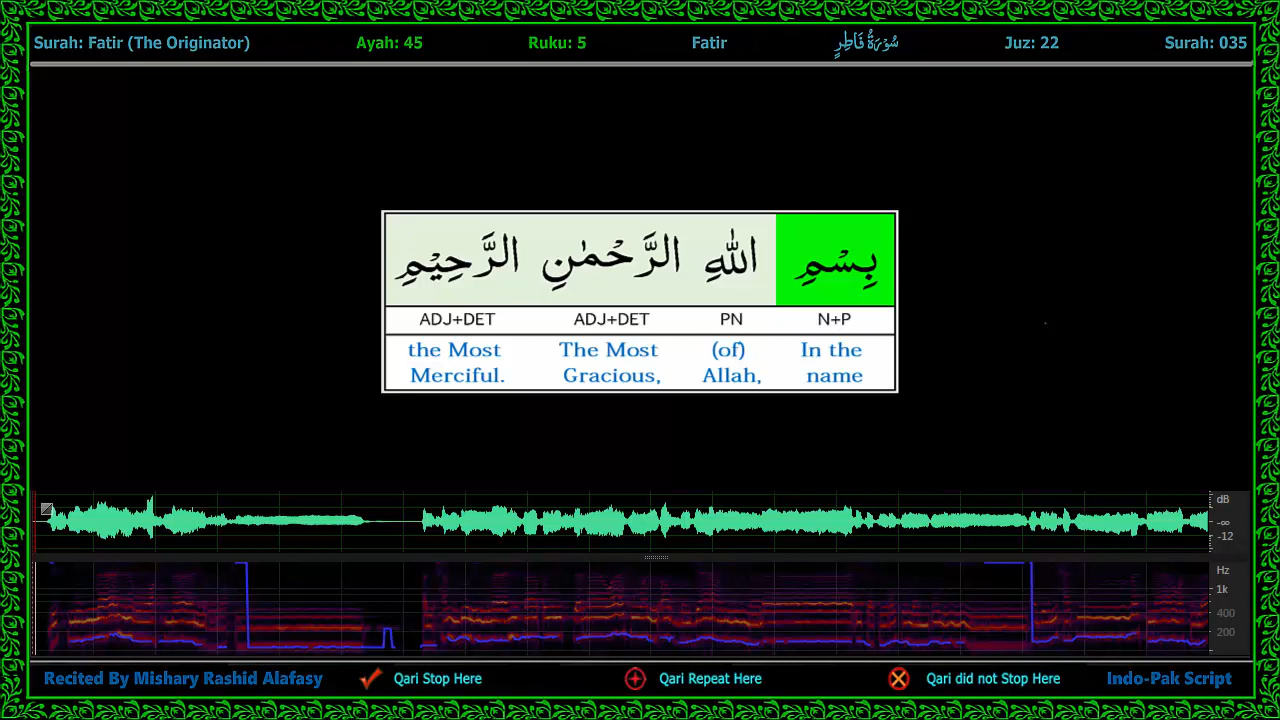 Surah: Fatir (The Originator) Ayah: 45 Ruku: 5 Fatir سُوْرَةُ فَاطِرٍ Juz: 22 Surah: 035
بِسْمِ اللّٰهِ الرَّحْمٰنِ الرَّحِيْمِ
ADJ+DET ADJ+DET PN N+P
the Most The Most (of) In the
Merciful. Gracious, Allah, name
dB
-∞
-12
Hz
1k
400
200
Recited By Mishary Rashid Alafasy Qari Stop Here Qari Repeat Here Qari did not Stop Here Indo-Pak Script